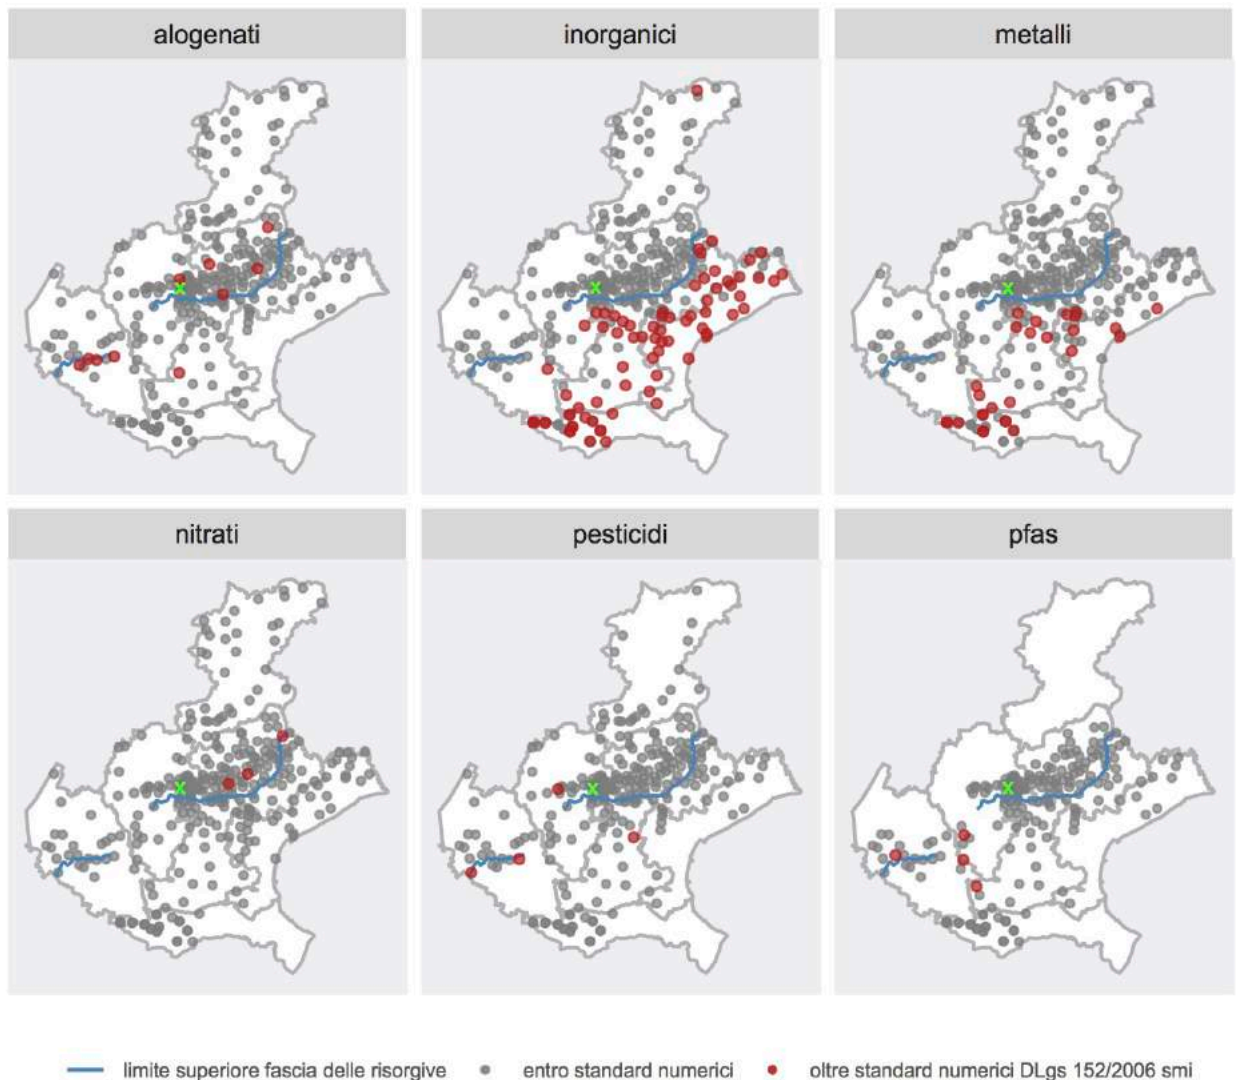 alogenati
inorganici
metalli
nitrati
pesticidi
pfas
limite superiore fascia delle risorgive
entro standard numerici
oltre standard numerici DLgs 152/2006 smi